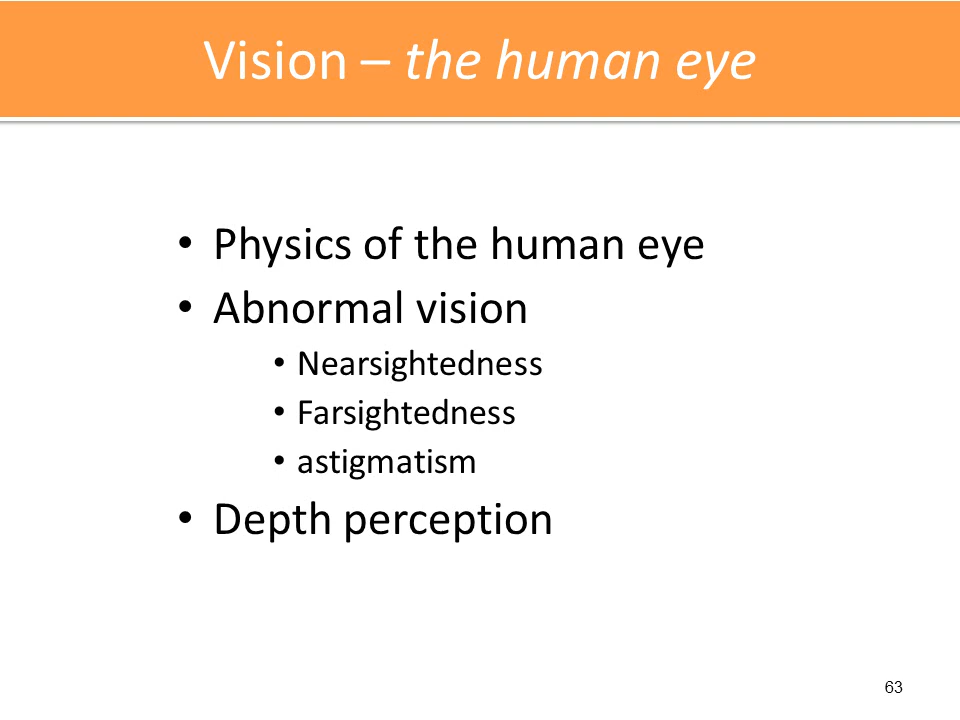 Vision – the human eye
• Physics of the human eye
• Abnormal vision
• Nearsightedness
• Farsightedness
• astigmatism
• Depth perception
63